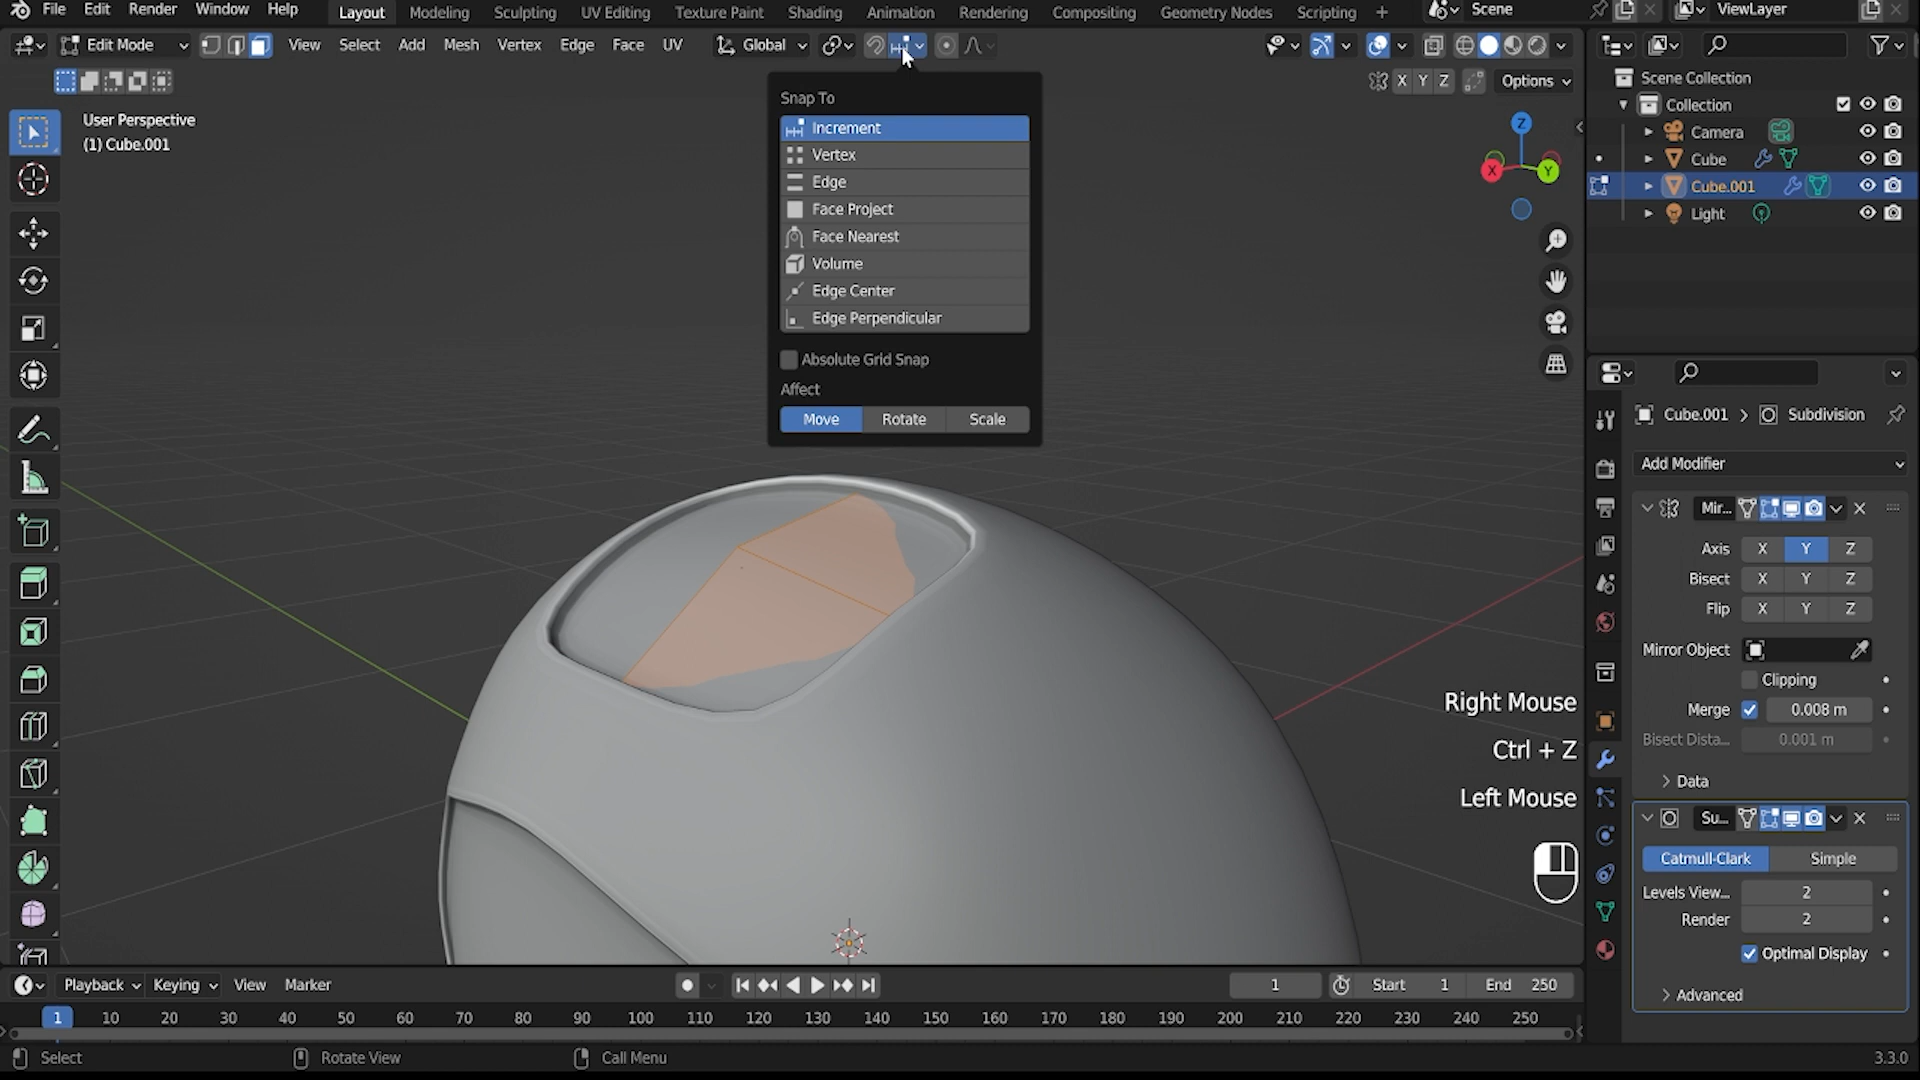 File Edit Render Window Help Layout Modeling Sculpting UV Editing Texture Paint Shading Animation Rendering Compositing Geometry Nodes Scripting + Scene ViewLayer
Edit Mode View Select Add Mesh Vertex Edge Face UV Global
X Y Z Options
User Perspective
(1) Cube.001
Snap To
Increment
Vertex
Edge
Face Project
Face Nearest
Volume
Edge Center
Edge Perpendicular
Absolute Grid Snap
Affect
Move Rotate Scale
Z
X Y
Right Mouse
Ctrl + Z
Left Mouse
Scene Collection
Collection
Camera
Cube
Cube.001
Light
Cube.001 > Subdivision
Add Modifier
Mir...
Axis X Y Z
Bisect X Y Z
Flip X Y Z
Mirror Object
Clipping
Merge 0.008 m
Bisect Dista... 0.001 m
Data
Su...
Catmull-Clark Simple
Levels View... 2
Render 2
Optimal Display
Advanced
Playback Keying View Marker 1 Start 1 End 250
1 10 20 30 40 50 60 70 80 90 100 110 120 130 140 150 160 170 180 190 200 210 220 230 240 250
Select Rotate View Call Menu 3.3.0